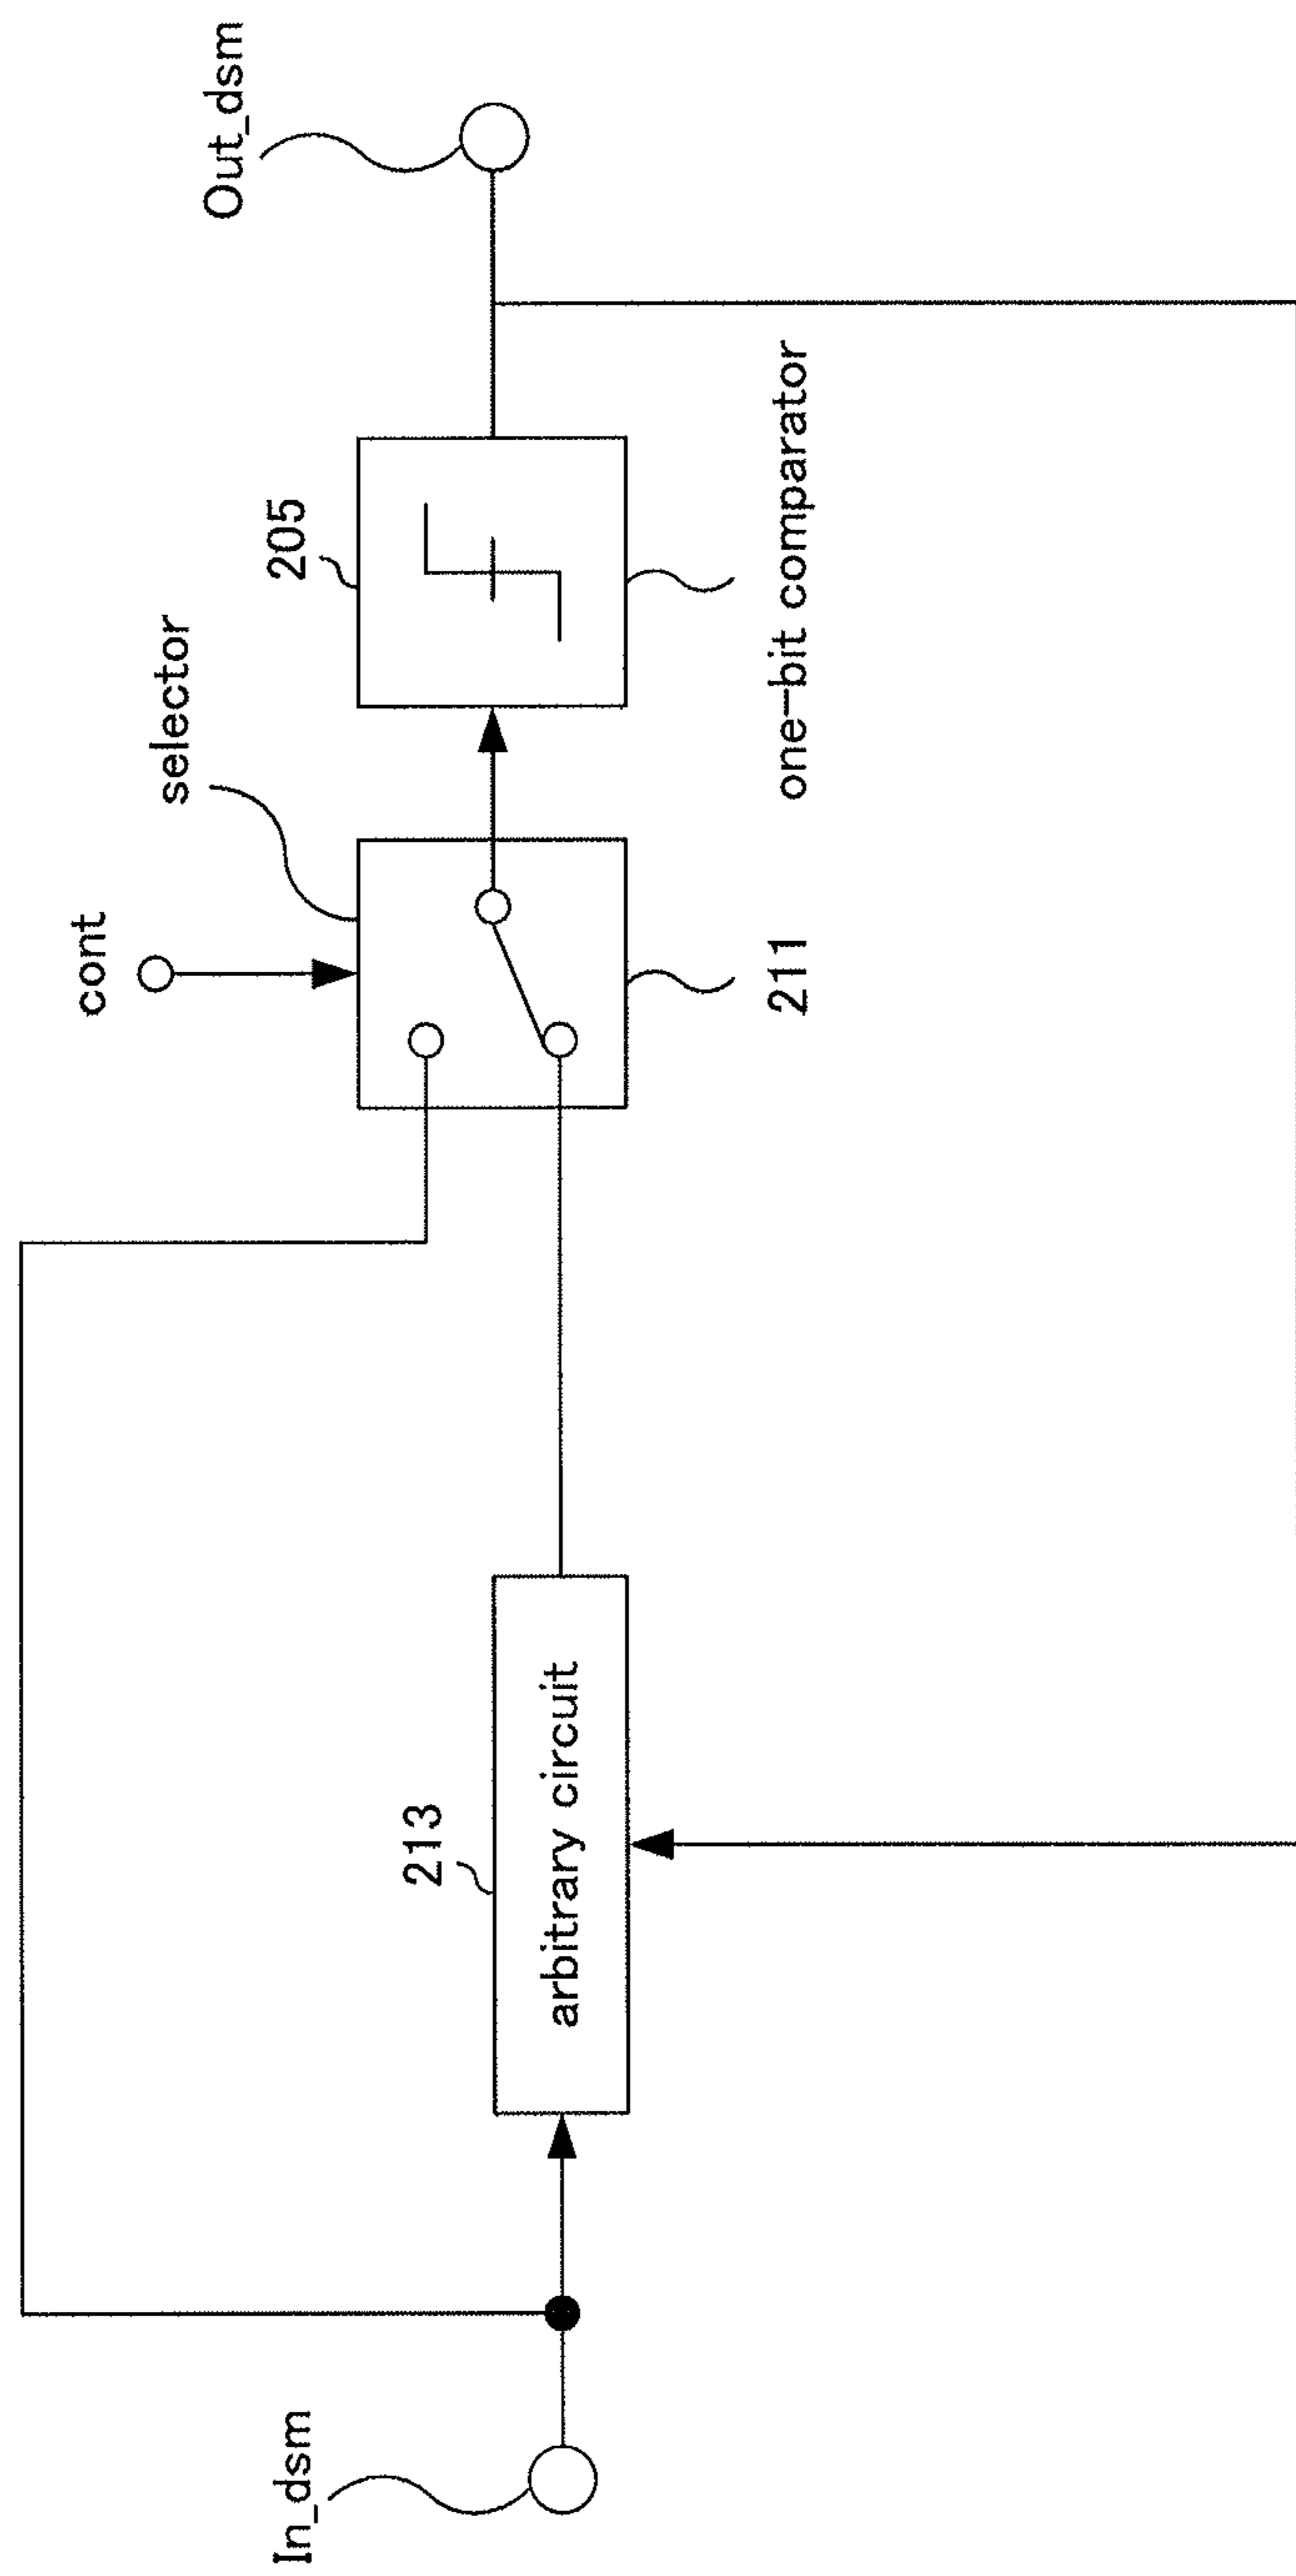 cont
selector
Out_dsm
205
In_dsm
213
arbitrary circuit
211
one-bit comparator